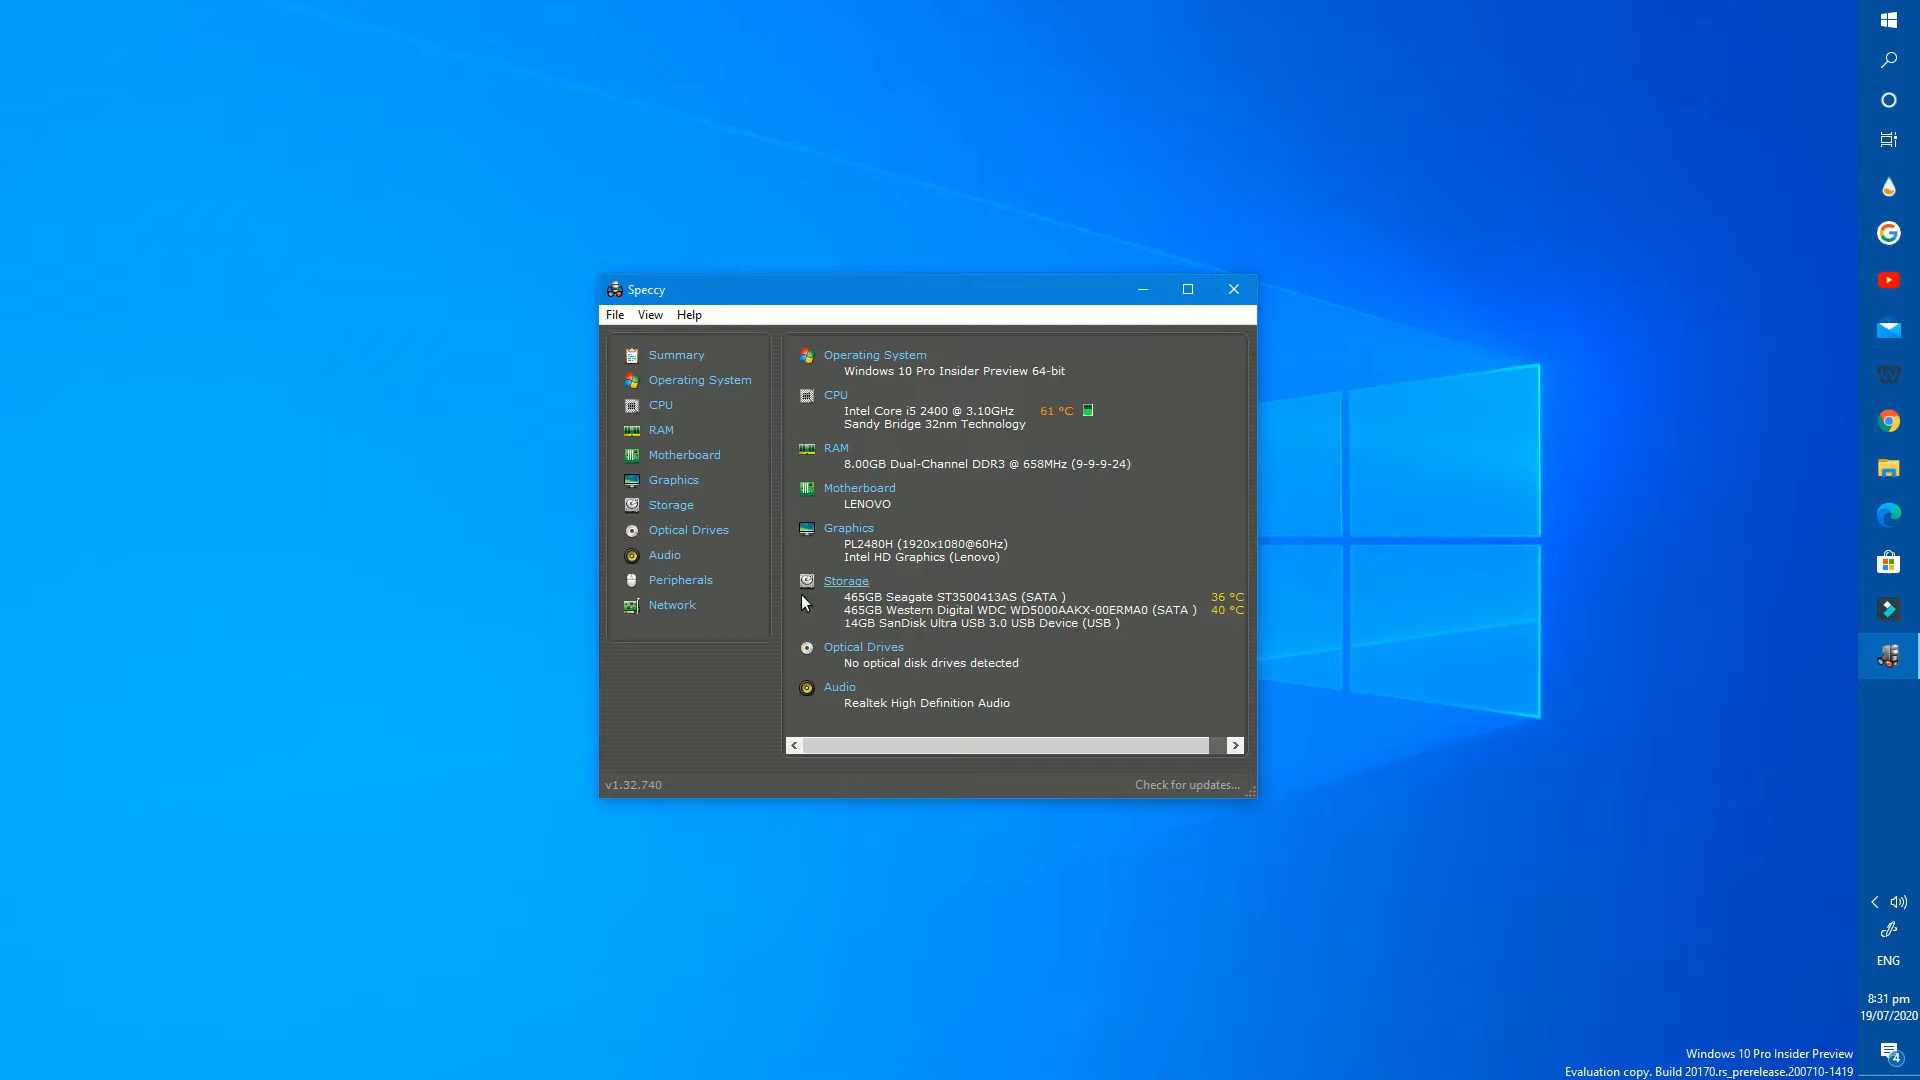 Speccy
File View Help
Summary
Operating System
CPU
RAM
Motherboard
Graphics
Storage
Optical Drives
Audio
Peripherals
Network
Operating System
Windows 10 Pro Insider Preview 64-bit
CPU
Intel Core i5 2400 @ 3.10GHz 61 °C
Sandy Bridge 32nm Technology
RAM
8.00GB Dual-Channel DDR3 @ 658MHz (9-9-9-24)
Motherboard
LENOVO
Graphics
PL2480H (1920x1080@60Hz)
Intel HD Graphics (Lenovo)
Storage
465GB Seagate ST3500413AS (SATA ) 36 °C
465GB Western Digital WDC WD5000AAKX-00ERMA0 (SATA ) 40 °C
14GB SanDisk Ultra USB 3.0 USB Device (USB )
Optical Drives
No optical disk drives detected
Audio
Realtek High Definition Audio
v1.32.740
Check for updates...
ENG
8:31 pm
19/07/2020
4
Windows 10 Pro Insider Preview
Evaluation copy. Build 20170.rs_prerelease.200710-1419